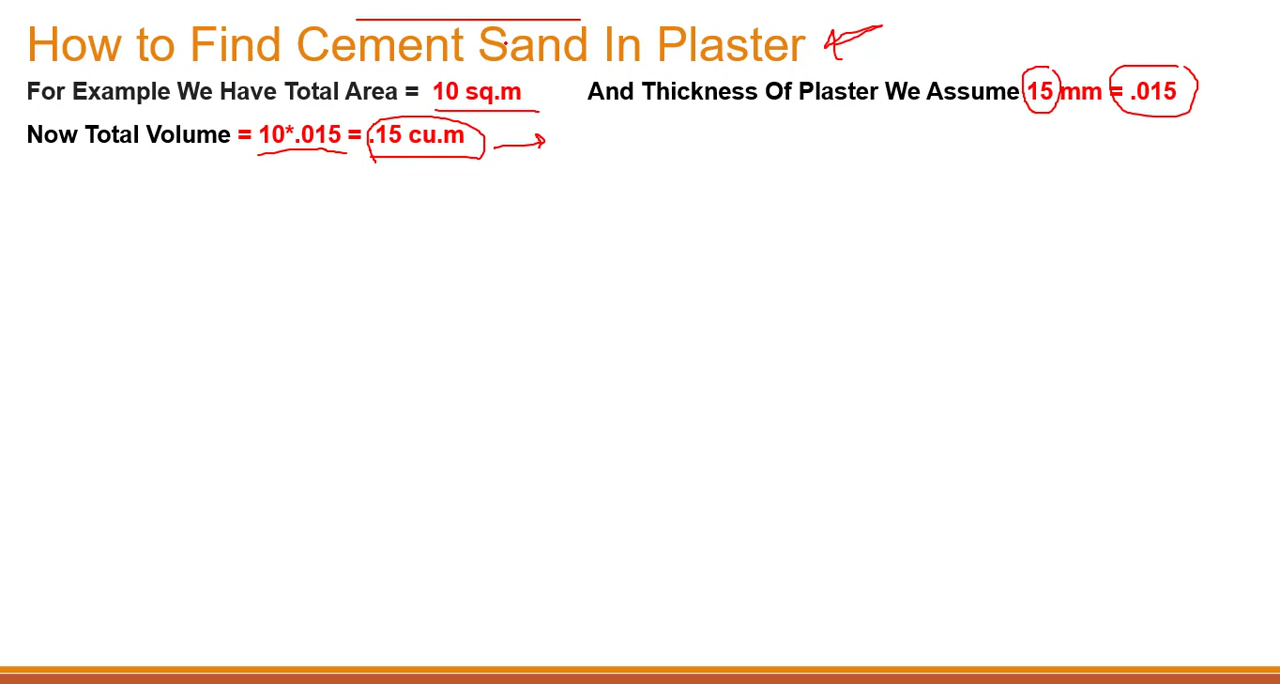 How to Find Cement Sand In Plaster
For Example We Have Total Area = 10 sq.m And Thickness Of Plaster We Assume 15 mm = .015
Now Total Volume = 10*.015 = .15 cu.m